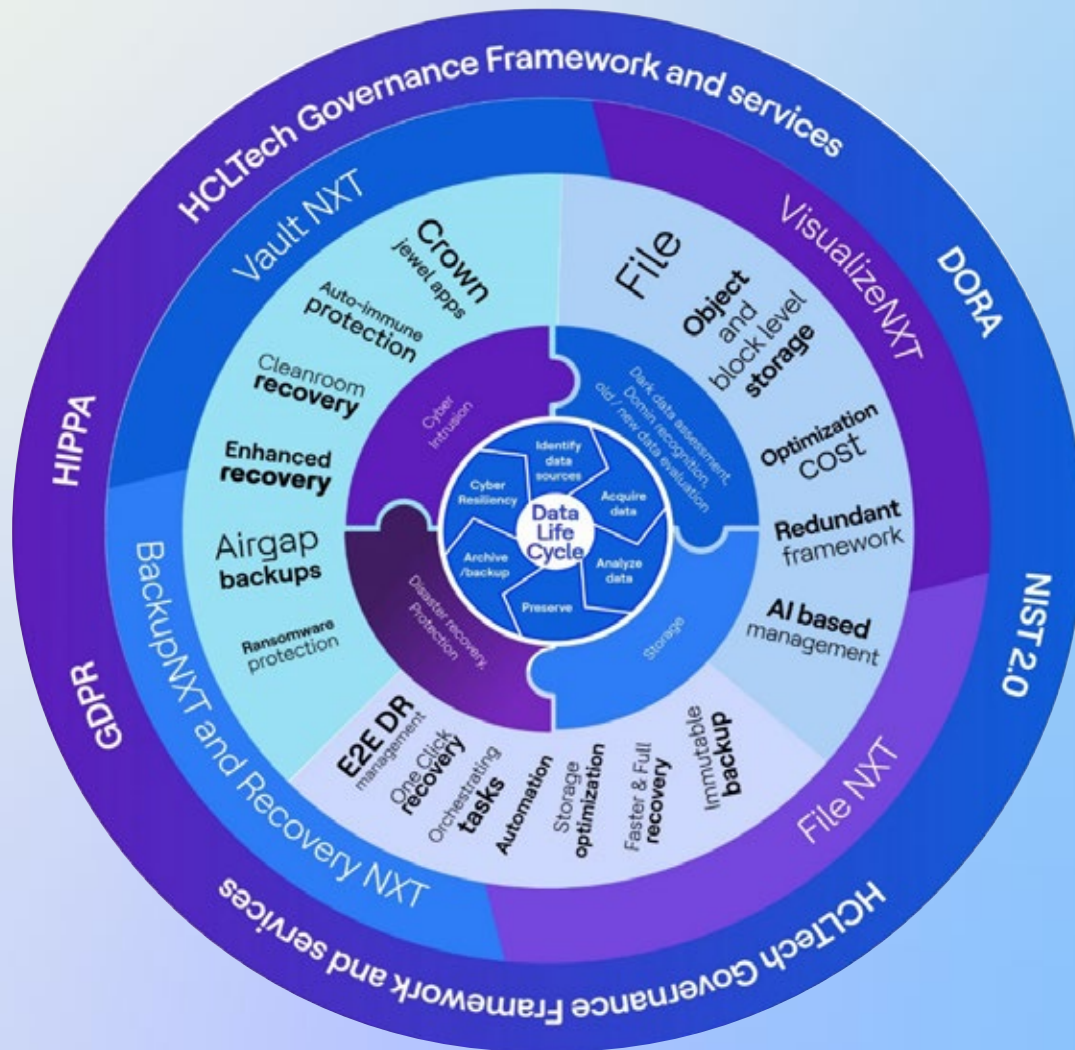 HCLTech Governance Framework and services
DORA
NIST 2.0
HCLTech Governance Framework and services
GDPR
HIPPA
Vault NXT
VisualizeNXT
File NXT
BackupNXT and Recovery NXT
Crown
jewel apps
Auto-immune
protection
Cleanroom
recovery
Enhanced
recovery
Airgap
backups
Ransomware
protection
File
Object
and
block level
storage
Optimization
cost
Redundant
framework
AI based
management
E2E DR
management
One Click
recovery
Orchestrating
tasks
Automation
Storage
optimization
Faster & Full
recovery
Immutable
backup
Cyber
Intrusion
Dark data assessment,
Domin recognition,
old / new data evaluation
Storage
Disaster recovery,
Protection
Identify
data
sources
Acquire
data
Analyze
data
Preserve
Archive
/backup
Cyber
Resiliency
Data
Life
Cycle